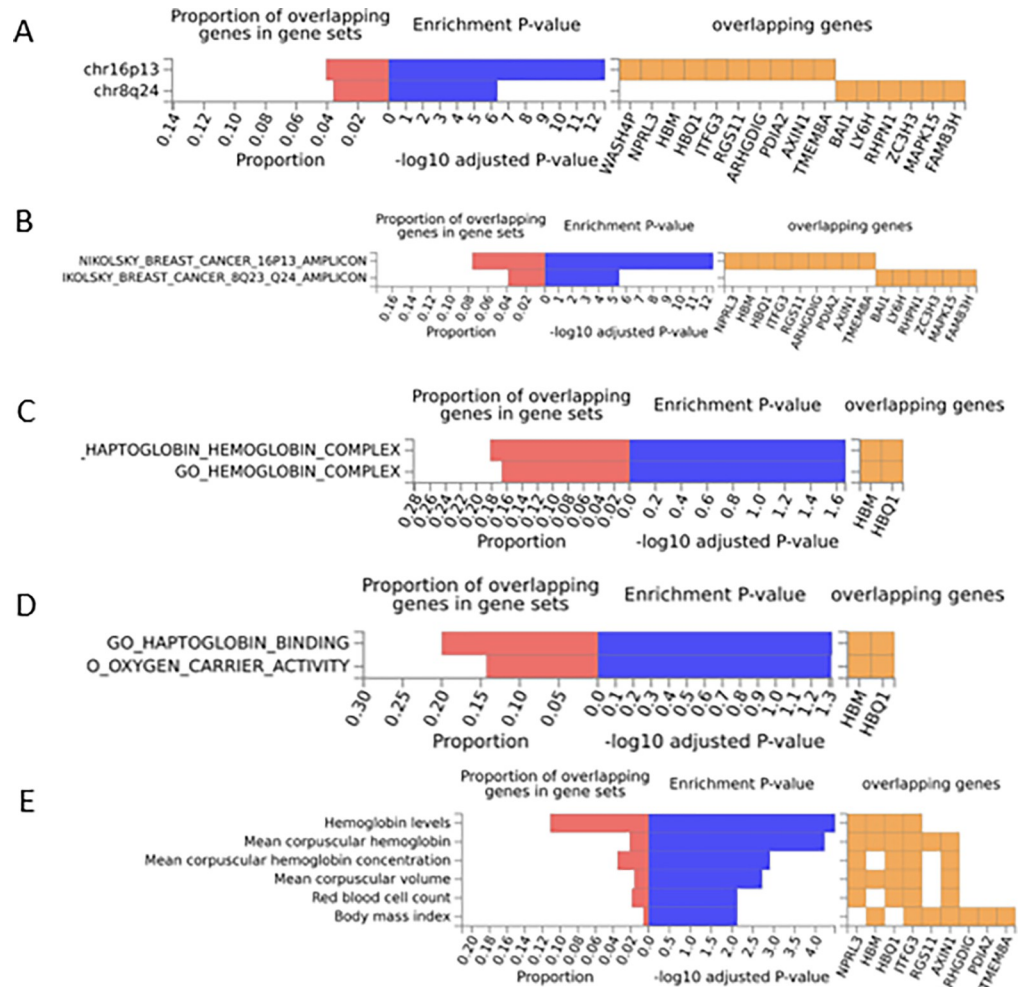 A
Proportion of overlapping
genes in gene sets
Enrichment P-value
overlapping genes
chr16p13
chr8q24
0.14 0.12 0.10 0.08 0.06 0.04 0.02 0 1 2 3 4 5 6 7 8 9 10 11 12
WASH4P NPRL3 HBM HBQ1 ITFG3 RGS11 ARHGDIG PDIA2 AXIN1 TMEM8A BAI1 LY6H RHPN1 ZC3H3 MAPK15 FAM83H
Proportion
-log10 adjusted P-value
B
Proportion of overlapping
genes in gene sets
Enrichment P-value
overlapping genes
NIKOLSKY_BREAST_CANCER_16P13_AMPLICON
IKOLSKY_BREAST_CANCER_8Q23_Q24_AMPLICON
0.16 0.14 0.12 0.10 0.08 0.06 0.04 0.02 0 1 2 3 4 5 6 7 8 9 10 11 12
NPRL3 HBM HBQ1 ITFG3 RGS11 ARHGDIG PDIA2 AXIN1 TMEM8A BAI1 LY6H RHPN1 ZC3H3 MAPK15 FAM83H
Proportion
-log10 adjusted P-value
C
Proportion of overlapping
genes in gene sets
Enrichment P-value
overlapping genes
_HAPTOGLOBIN_HEMOGLOBIN_COMPLEX
GO_HEMOGLOBIN_COMPLEX
0.28 0.26 0.24 0.22 0.20 0.18 0.16 0.14 0.12 0.10 0.08 0.06 0.04 0.02 0.0 0.2 0.4 0.6 0.8 1.0 1.2 1.4 1.6
HBM HBQ1
Proportion
-log10 adjusted P-value
D
Proportion of overlapping
genes in gene sets
Enrichment P-value
overlapping genes
GO_HAPTOGLOBIN_BINDING
O_OXYGEN_CARRIER_ACTIVITY
0.30 0.25 0.20 0.15 0.10 0.05 0.0 0.1 0.2 0.3 0.4 0.5 0.6 0.7 0.8 0.9 1.0 1.1 1.2 1.3
HBM HBQ1
Proportion
-log10 adjusted P-value
E
Proportion of overlapping
genes in gene sets
Enrichment P-value
overlapping genes
Hemoglobin levels
Mean corpuscular hemoglobin
Mean corpuscular hemoglobin concentration
Mean corpuscular volume
Red blood cell count
Body mass index
0.20 0.18 0.16 0.14 0.12 0.10 0.08 0.06 0.04 0.02 0.0 0.5 1.0 1.5 2.0 2.5 3.0 3.5 4.0
NPRL3 HBM HBQ1 ITFG3 RGS11 AXIN1 RHGDIG PDIA2 TMEM8A
Proportion
-log10 adjusted P-value